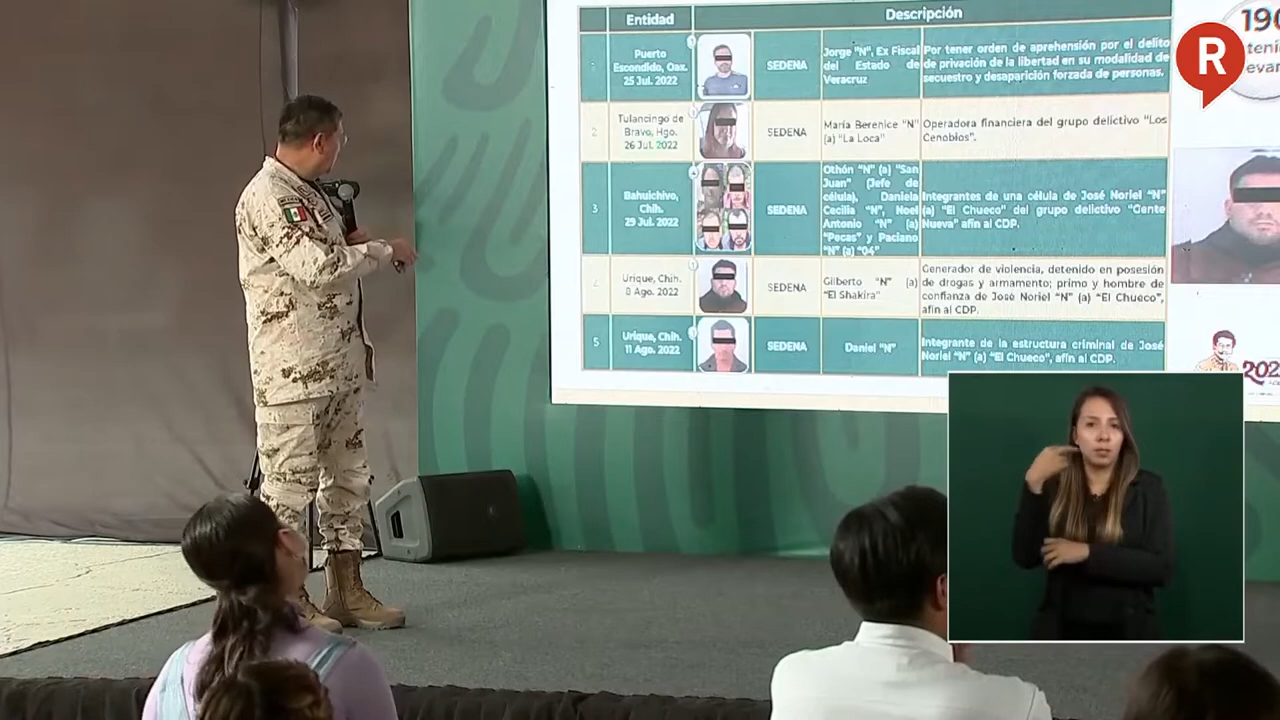 Entidad
Descripción
1
Puerto
Escondido, Oax.
25 Jul. 2022
SEDENA
Jorge "N", Ex Fiscal
del Estado de
Veracruz
Por tener orden de aprehensión por el delito
de privación de la libertad en su modalidad de
secuestro y desaparición forzada de personas.
2
Tulancingo de
Bravo, Hgo.
26 Jul. 2022
SEDENA
María Berenice "N"
(a) "La Loca"
Operadora financiera del grupo delictivo "Los
Cenobios".
3
Bahuichivo,
Chih.
29 Jul. 2022
SEDENA
Othón "N" (a) "San
Juan" (Jefe de
célula), Daniela
Cecilia "N", Noel
Antonio "N" (a)
"Pecas" y Paciano
"N" (a) "04"
Integrantes de una célula de José Noriel "N"
(a) "El Chueco" del grupo delictivo "Gente
Nueva" afín al CDP.
4
Urique, Chih.
8 Ago. 2022
SEDENA
Gilberto "N" (a)
"El Shakira"
Generador de violencia, detenido en posesión
de drogas y armamento; primo y hombre de
confianza de José Noriel "N" (a) "El Chueco",
afín al CDP.
5
Urique, Chih.
11 Ago. 2022
SEDENA
Daniel "N"
Integrante de la estructura criminal de José
Noriel "N" (a) "El Chueco", afín al CDP.
190
R
202